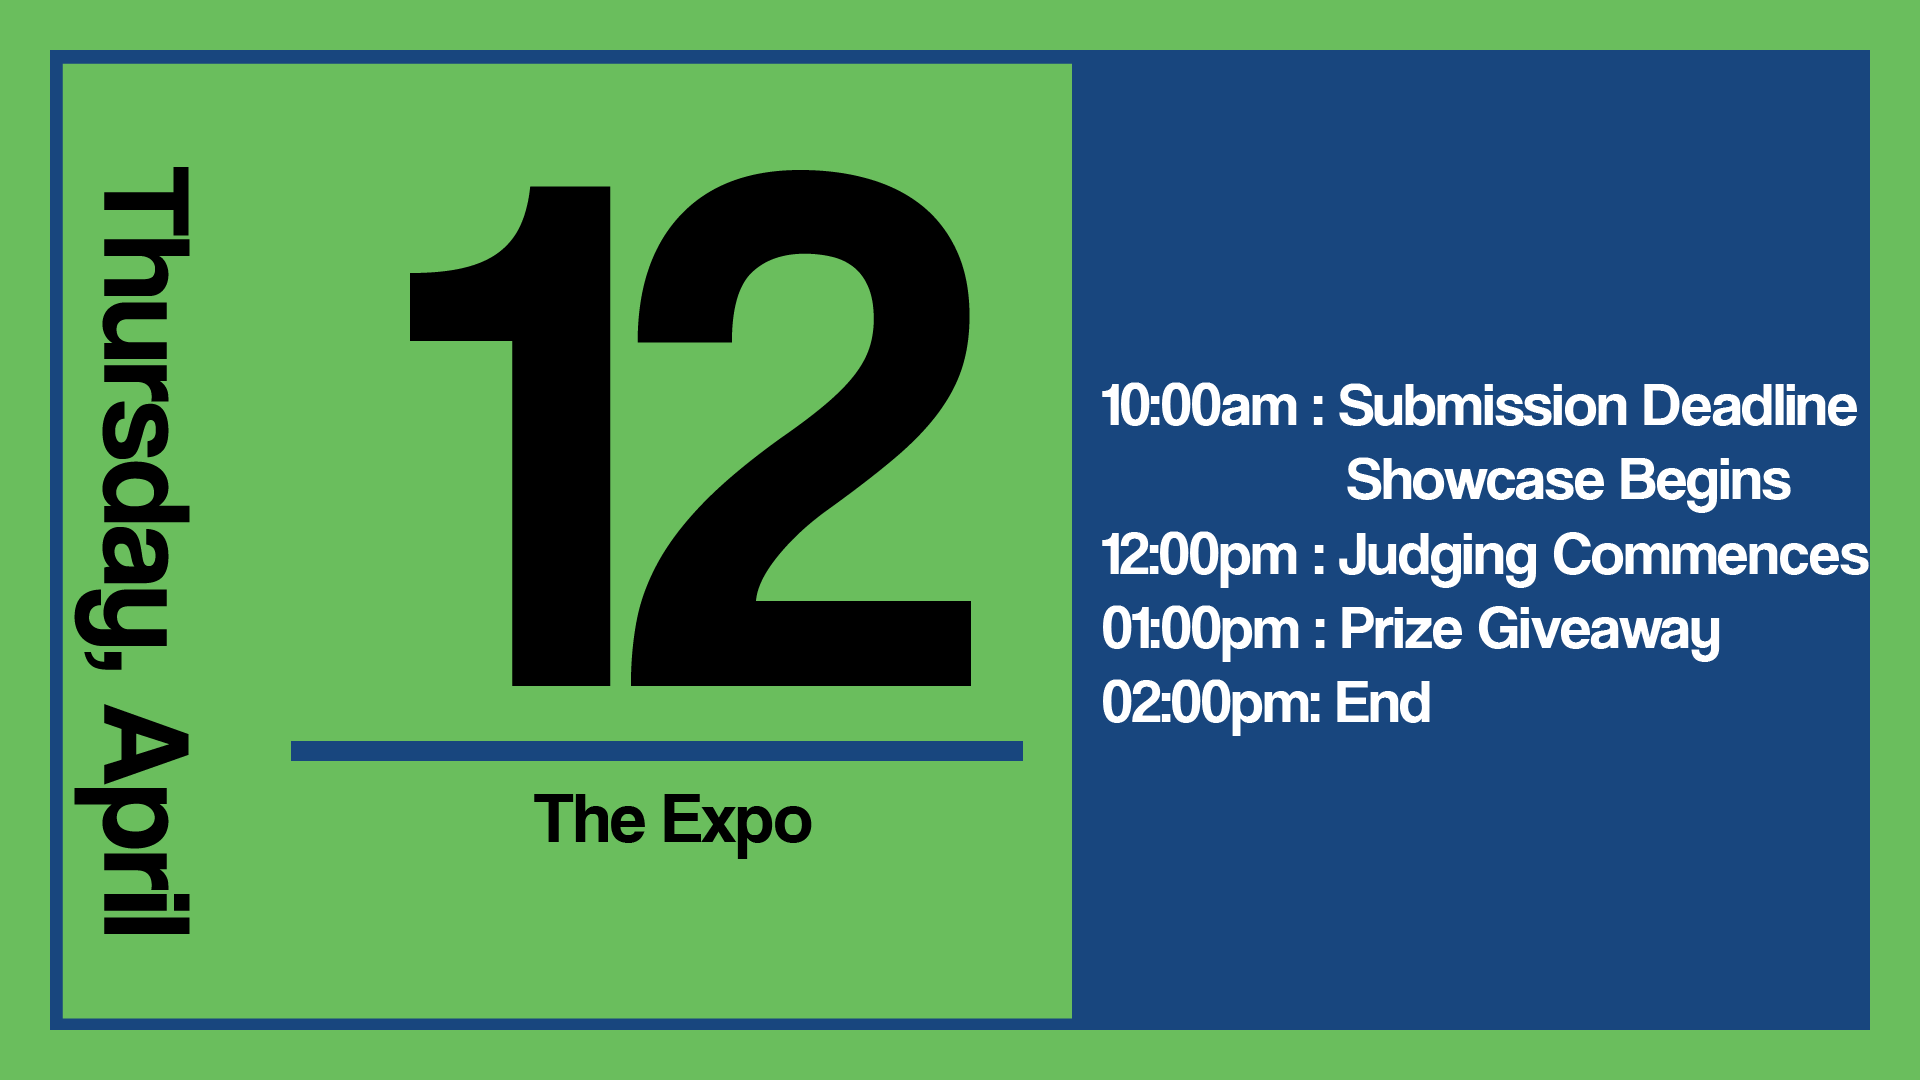 Thursday, April
12
The Expo
10:00am : Submission Deadline
Showcase Begins
12:00pm : Judging Commences
01:00pm : Prize Giveaway
02:00pm: End